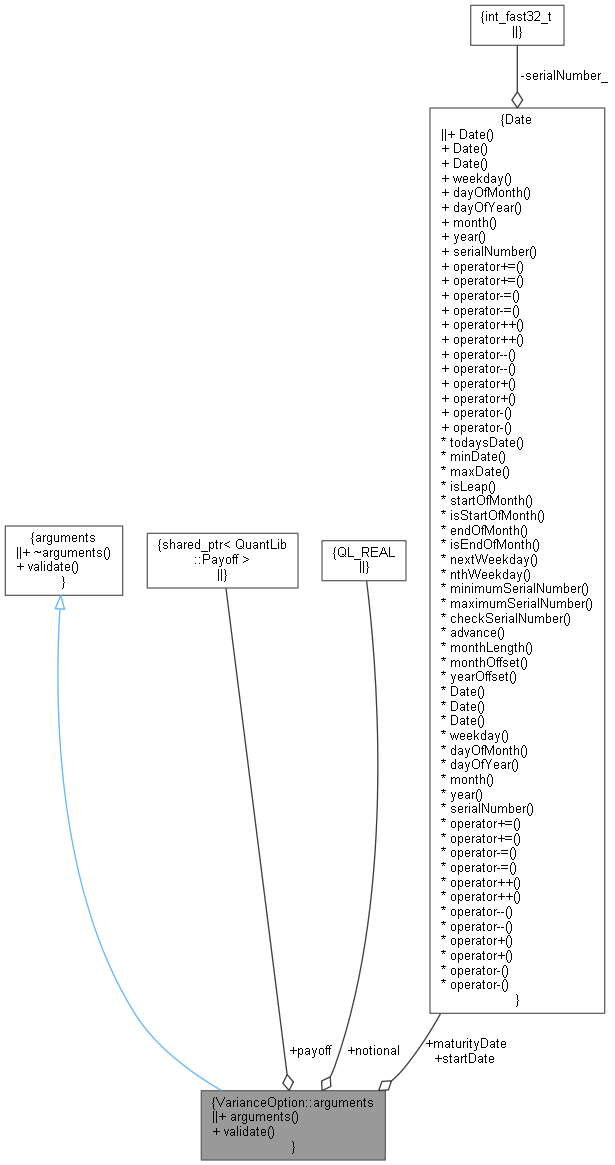 {int_fast32_t
||}
-serialNumber_
{Date
||+ Date()
+ Date()
+ Date()
+ weekday()
+ dayOfMonth()
+ dayOfYear()
+ month()
+ year()
+ serialNumber()
+ operator+=()
+ operator+=()
+ operator-=()
+ operator-=()
+ operator++()
+ operator++()
+ operator--()
+ operator--()
+ operator+()
+ operator+()
+ operator-()
+ operator-()
* todaysDate()
* minDate()
* maxDate()
* isLeap()
* startOfMonth()
* isStartOfMonth()
* endOfMonth()
* isEndOfMonth()
* nextWeekday()
* nthWeekday()
* minimumSerialNumber()
* maximumSerialNumber()
* checkSerialNumber()
* advance()
* monthLength()
* monthOffset()
* yearOffset()
* Date()
* Date()
* Date()
* weekday()
* dayOfMonth()
* dayOfYear()
* month()
* year()
* serialNumber()
* operator+=()
* operator+=()
* operator-=()
* operator-=()
* operator++()
* operator++()
* operator--()
* operator--()
* operator+()
* operator+()
* operator-()
* operator-()
}
{arguments
||+ ~arguments()
+ validate()
}
{shared_ptr< QuantLib
::Payoff >
||}
{QL_REAL
||}
+payoff
+notional
+maturityDate
+startDate
{VarianceOption::arguments
||+ arguments()
+ validate()
}